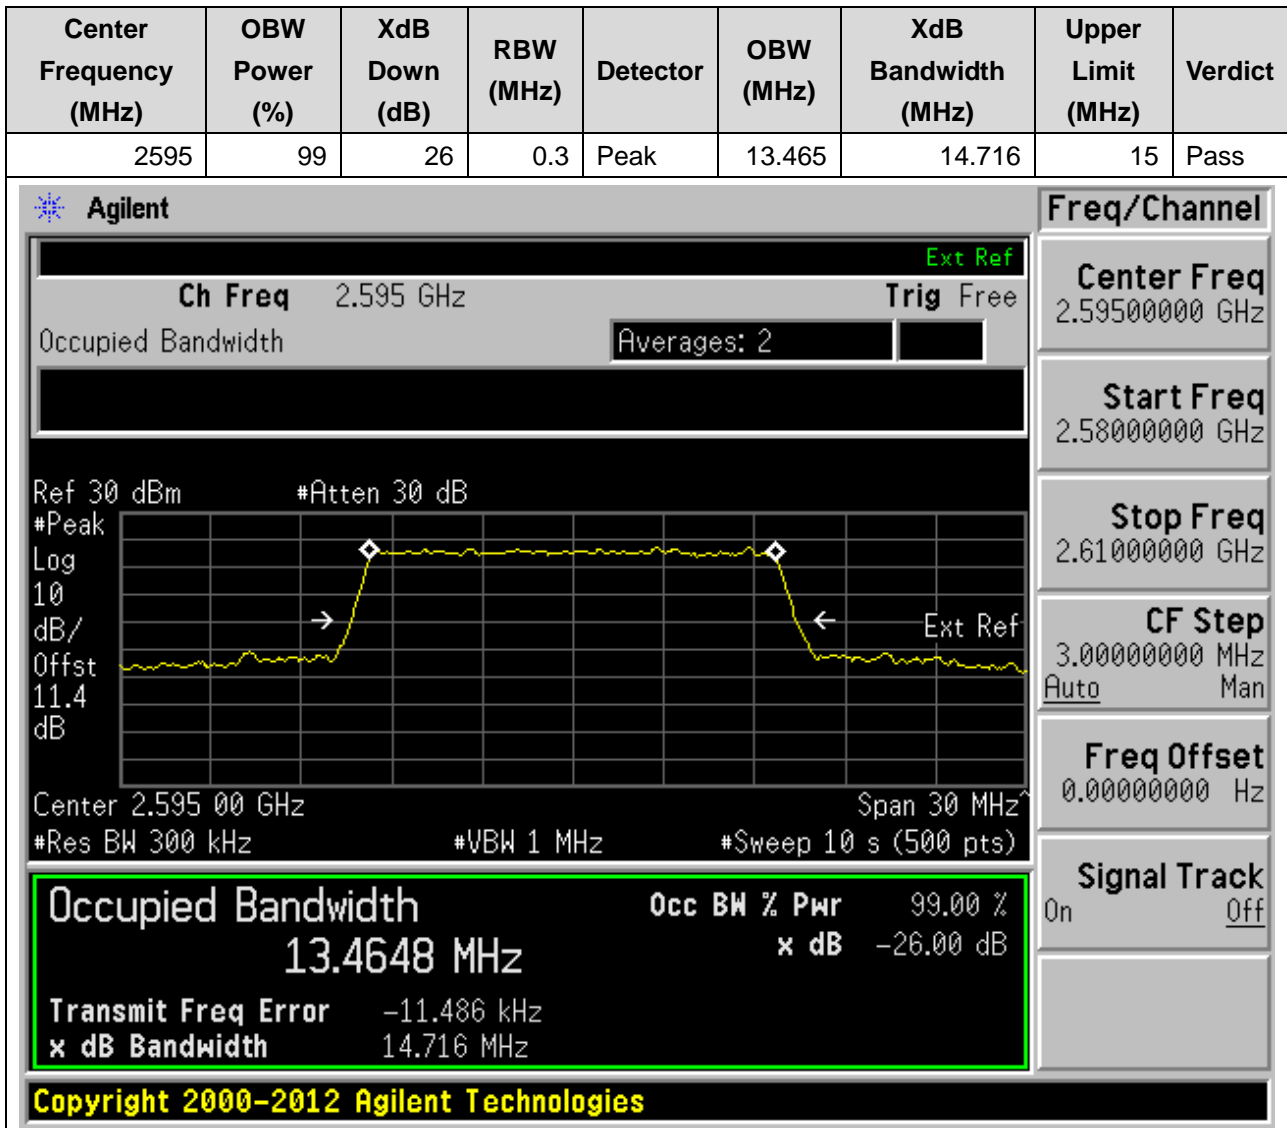 Center Frequency (MHz) OBW Power (%) XdB Down (dB) RBW (MHz) Detector OBW (MHz) XdB Bandwidth (MHz) Upper Limit (MHz) Verdict
2595 99 26 0.3 Peak 13.465 14.716 15 Pass
Agilent
Freq/Channel
Ext Ref
Ch Freq 2.595 GHz Trig Free
Occupied Bandwidth Averages: 2
Center Freq
2.59500000 GHz
Start Freq
2.58000000 GHz
Stop Freq
2.61000000 GHz
CF Step
3.00000000 MHz
Auto Man
Freq Offset
0.00000000 Hz
Signal Track
On Off
Ref 30 dBm #Atten 30 dB
#Peak
Log
10
dB/
Offst
11.4
dB
Ext Ref
Center 2.595 00 GHz Span 30 MHz^
#Res BW 300 kHz #VBW 1 MHz #Sweep 10 s (500 pts)
Occupied Bandwidth Occ BW % Pwr 99.00 %
13.4648 MHz x dB -26.00 dB
Transmit Freq Error -11.486 kHz
x dB Bandwidth 14.716 MHz
Copyright 2000-2012 Agilent Technologies